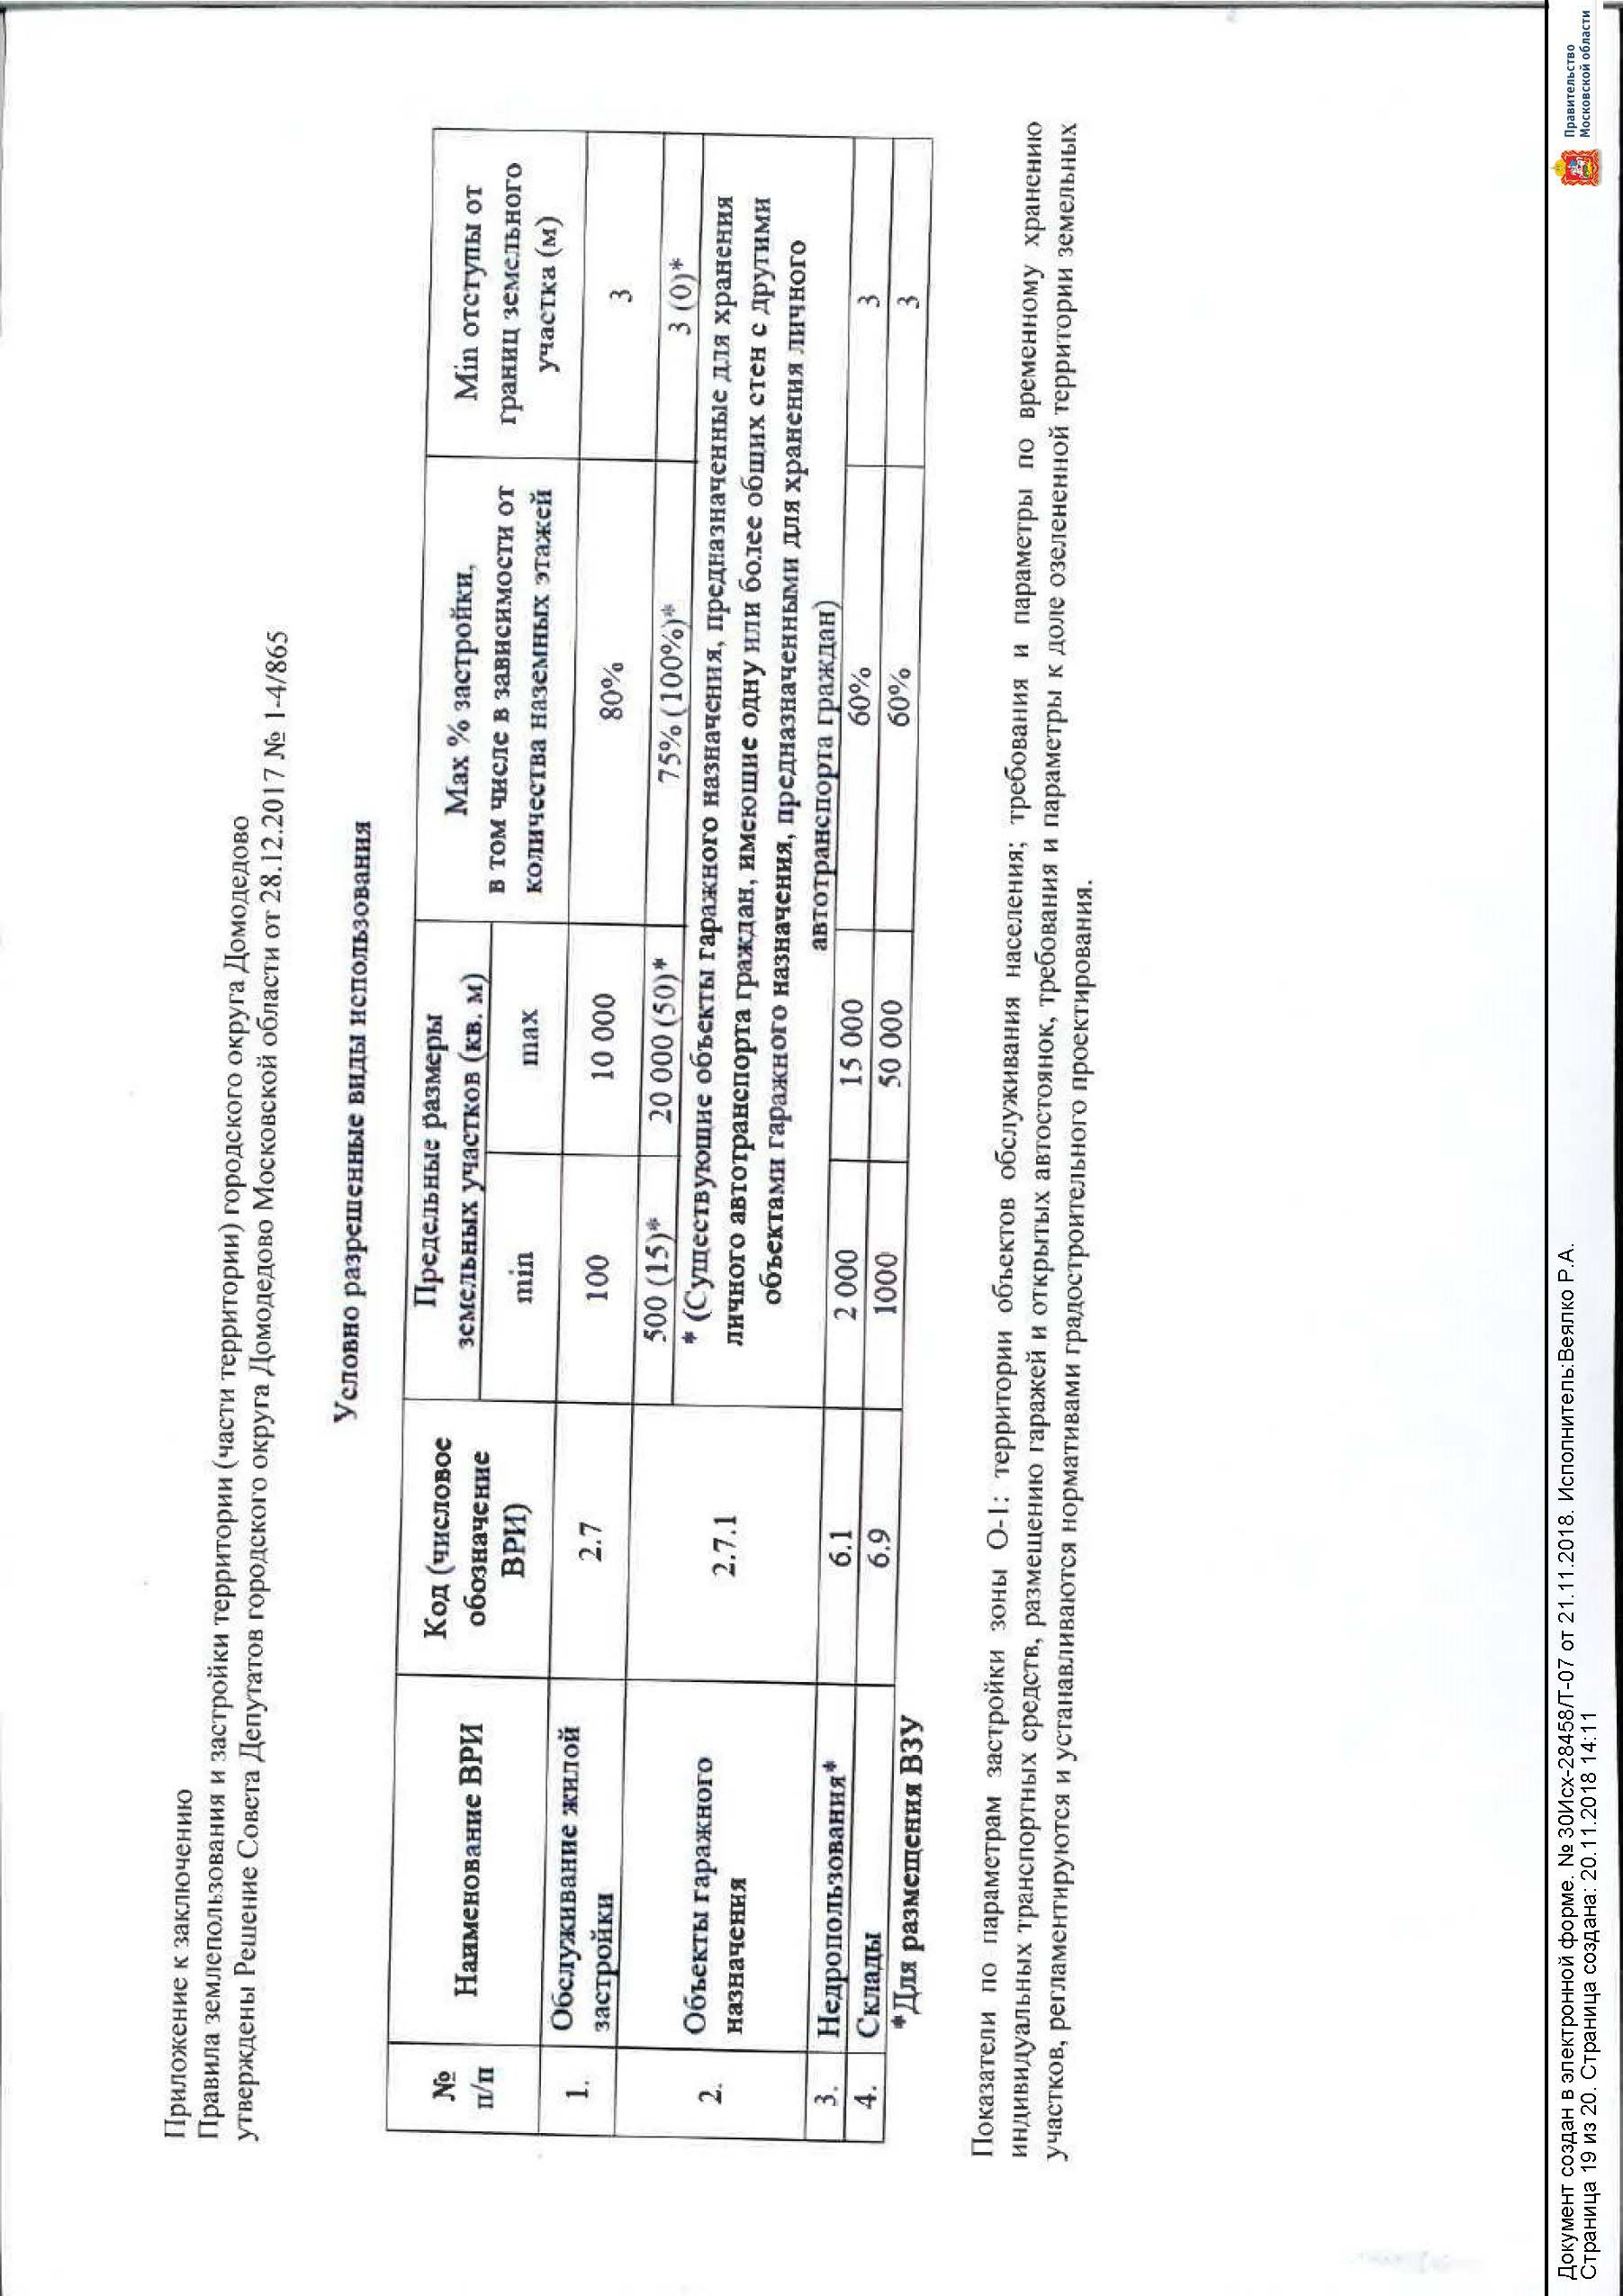 Приложение к заключению
Правила землепользования и застройки территории (части территории) городского округа Домодедово
утверждены Решение Совета Депутатов городского округа Домодедово Московской области от 28.12.2017 № 1-4/865
Условно разрешенные виды использования
№ п/п
Наименование ВРИ
Код (числовое
обозначение
ВРИ)
Предельные размеры
земельных участков (кв. м)
min
max
Max % застройки,
в том числе в зависимости от
количества наземных этажей
Min отступы от
границ земельного
участка (м)
1.
Обслуживание жилой
застройки
2.7
100
10 000
80%
3
2.
Объекты гаражного
назначения
2.7.1
500 (15)*
20 000 (50)*
75% (100%)*
3 (0)*
* (Существующие объекты гаражного назначения, предназначенные для хранения
личного автотранспорта граждан, имеющие одну или более общих стен с другими
объектами гаражного назначения, предназначенными для хранения личного
автотранспорта граждан)
3.
Недропользования*
6.1
2 000
15 000
60%
3
4.
Склады
6.9
1000
50 000
60%
3
*Для размещения ВЗУ
Показатели по параметрам застройки зоны О-1: территории объектов обслуживания населения; требования и параметры по временному хранению
индивидуальных транспортных средств, размещению гаражей и открытых автостоянок, требования и параметры к доле озелененной территории земельных
участков, регламентируются и устанавливаются нормативами градостроительного проектирования.
Документ создан в электронной форме. № 30Исх-28458/Т-07 от 21.11.2018. Исполнитель:Веялко Р.А.
Страница 19 из 20. Страница создана: 20.11.2018 14:11
Правительство
Московской области